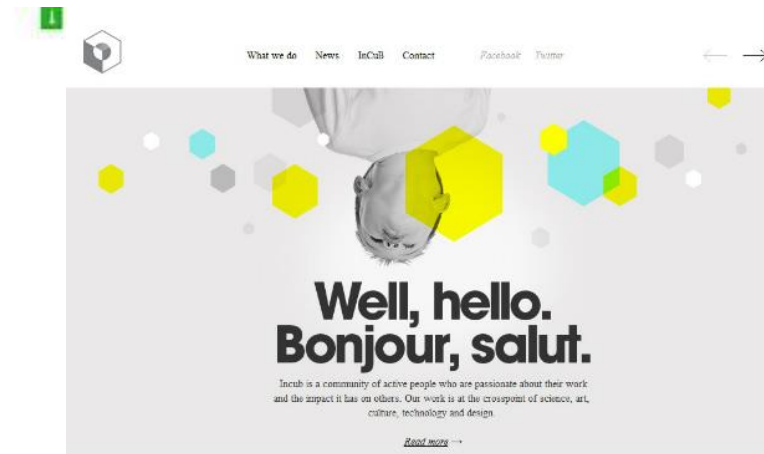 What we do News InCuB Contact Facebook Twitter
Well, hello.
Bonjour, salut.
Incub is a community of active people who are passionate about their work
and the impact it has on others. Our work is at the crosspoint of science, art,
culture, technology and design.
Read more →